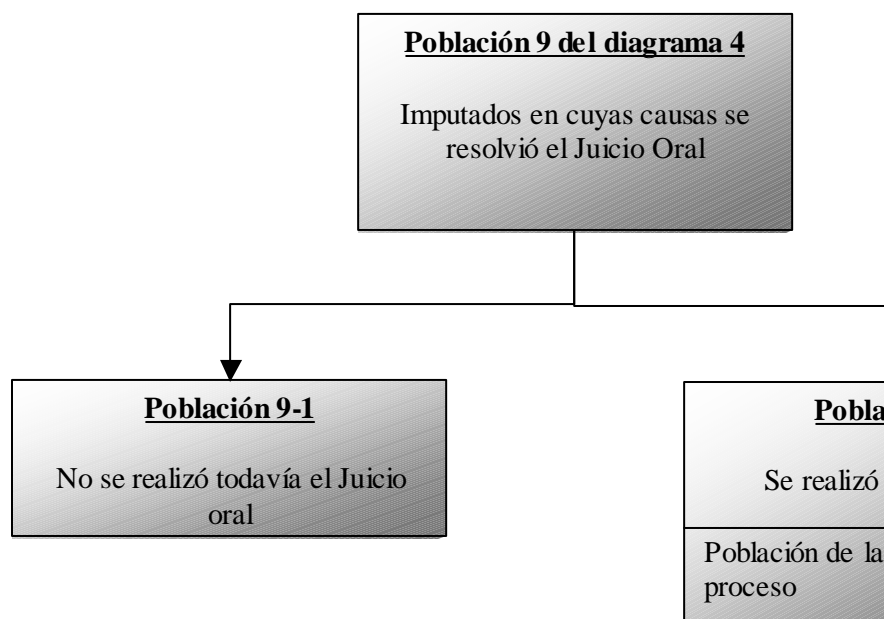 Población 9 del diagrama 4
Imputados en cuyas causas se
resolvió el Juicio Oral
Población 9-1
No se realizó todavía el Juicio
oral
Pobla
Se realizó
Población de la
proceso